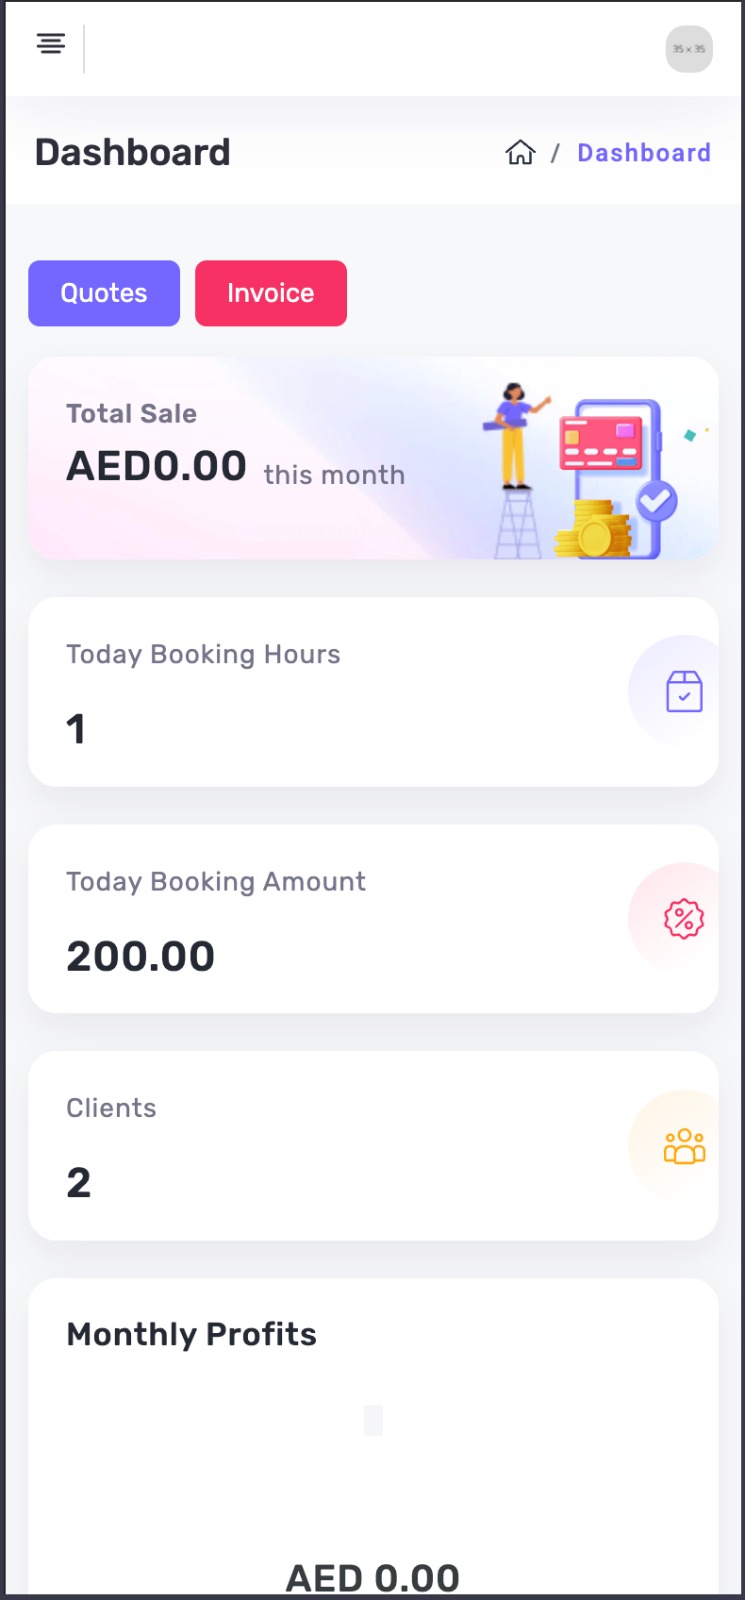 35 × 35
Dashboard
/ Dashboard
Quotes
Invoice
Total Sale
AED0.00 this month
Today Booking Hours
1
Today Booking Amount
200.00
Clients
2
Monthly Profits
AED 0.00